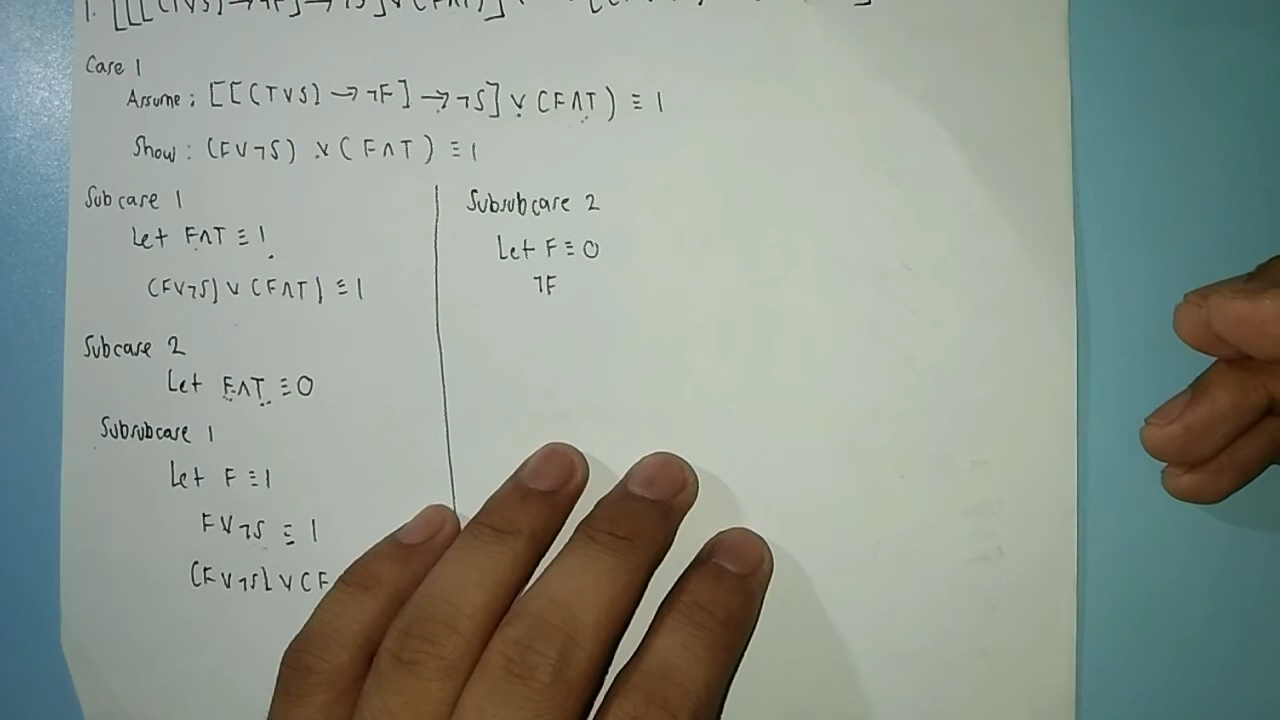 Case 1
Assume : [[(TVS) → ¬F] → ¬S] ∨ (F∧T) ≡ 1
Show : (F∨¬S) ∨ (F∧T) ≡ 1
Subcase 1
Let F∧T ≡ 1
(F∨¬S) ∨ (F∧T) ≡ 1
Subcase 2
Let F∧T ≡ 0
Subsubcase 1
Let F ≡ 1
F∨¬S ≡ 1
(F∨¬S) ∨ (F
Subsubcase 2
Let F ≡ 0
¬F